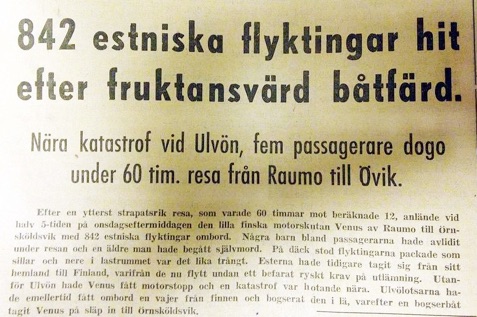 842 estniska flyktingar hit
efter fruktansvärd båtfärd.
Nära katastrof vid Ulvön, fem passagerare dogo
under 60 tim. resa från Raumo till Övik.
Efter en ytterst strapatsrik resa, som varade 60 timmar mot beräknade 12, anlände vid
halv 5-tiden på onsdagseftermiddagen den lilla finska motorskutan Venus av Raumo till Örn-
sköldsvik med 842 estniska flyktingar ombord. Några barn bland passagerarna hade avlidit
under resan och en äldre man hade begått självmord. På däck stod flyktingarna packade som
sillar och nere i lastrummet var det lika trångt. Esterna hade tidigare tagit sig från sitt
hemland till Finland, varifrån de nu flytt undan ett befarat ryskt krav på utlämning. Utan-
för Ulvön hade Venus fått motorstopp och en katastrof var hotande nära. Ulvölotsarna ha-
de emellertid fått ombord en vajer från finnen och bogserat den i lä, varefter en bogserbåt
tagit Venus på släp in till Örnsköldsvik.